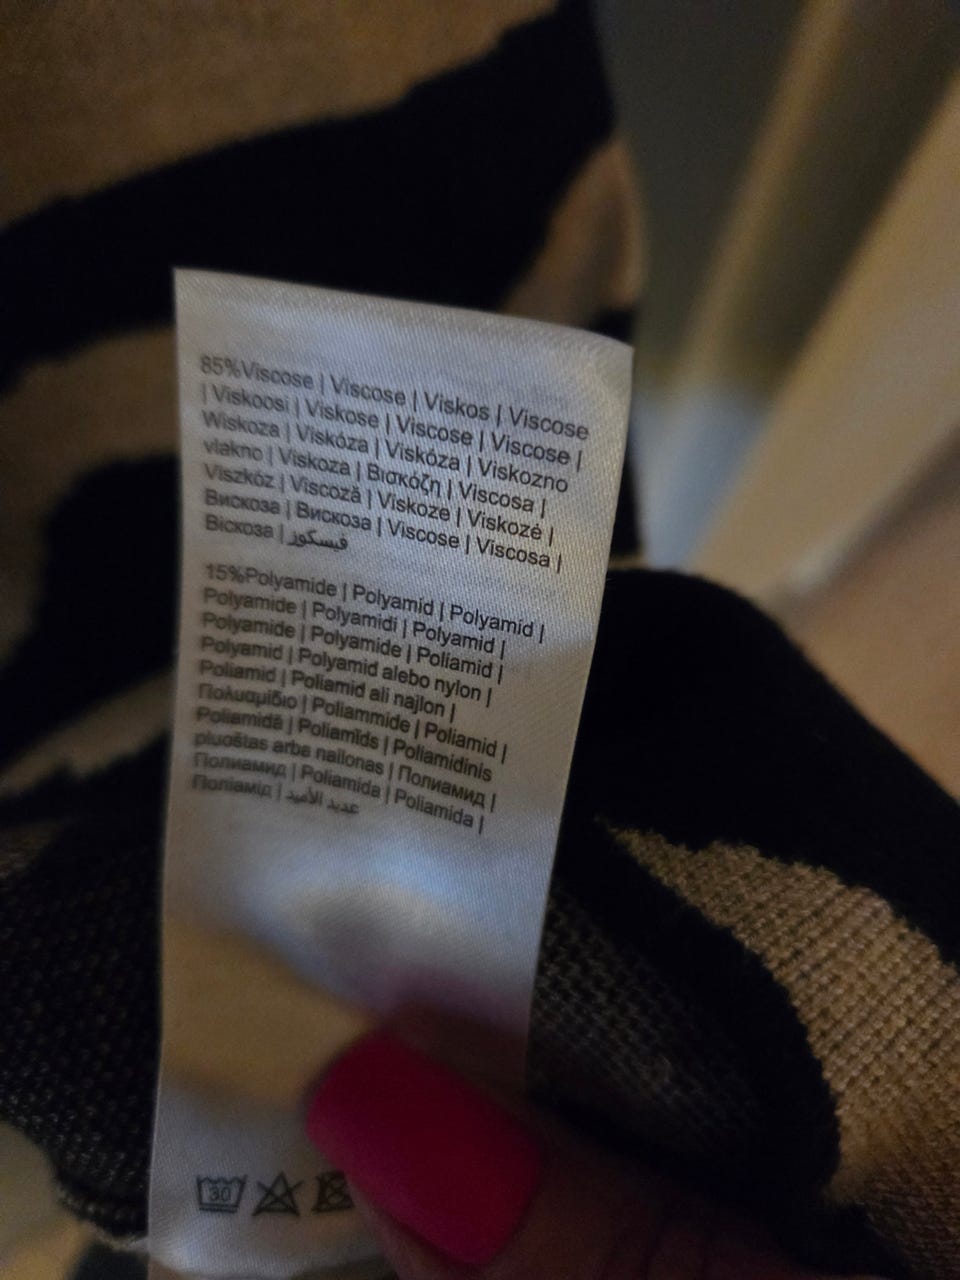 85%Viscose | Viscose | Viskos | Viscose
| Viskoosi | Viskose | Viscose | Viscose |
Wiskoza | Viskóza | Viskóza | Viskozno
vlakno | Viskoza | Βισκόζη | Viscosa |
Viszkóz | Viscoză | Viskoze | Viskozė |
Вискоза | Вискоза | Viscose | Viscosa |
Віскоза | فيسكوز
15%Polyamide | Polyamid | Polyamid |
Polyamide | Polyamidi | Polyamid |
Polyamide | Polyamide | Poliamid |
Polyamid | Polyamid alebo nylon |
Poliamid | Poliamid ali najlon |
Πολυαμίδιο | Poliammide | Poliamid |
Poliamidă | Poliamīds | Poliamidinis
pluoštas arba nailonas | Полиамид |
Полиамид | Poliamida | Poliamida |
Поліамід | عديد الأميد
30